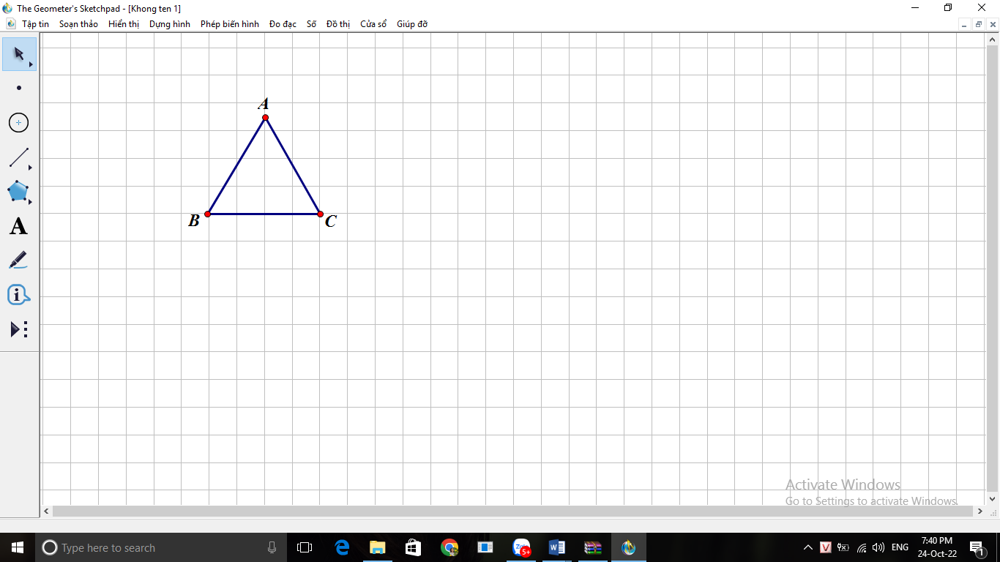 The Geometer's Sketchpad - [Khong ten 1]
Tập tin Soạn thảo Hiển thị Dựng hình Phép biến hình Đo đạc Số Đồ thị Cửa sổ Giúp đỡ
A
B
C
A
Activate Windows
Go to Settings to activate Windows.
Type here to search
5+
ENG
7:40 PM
24-Oct-22
1